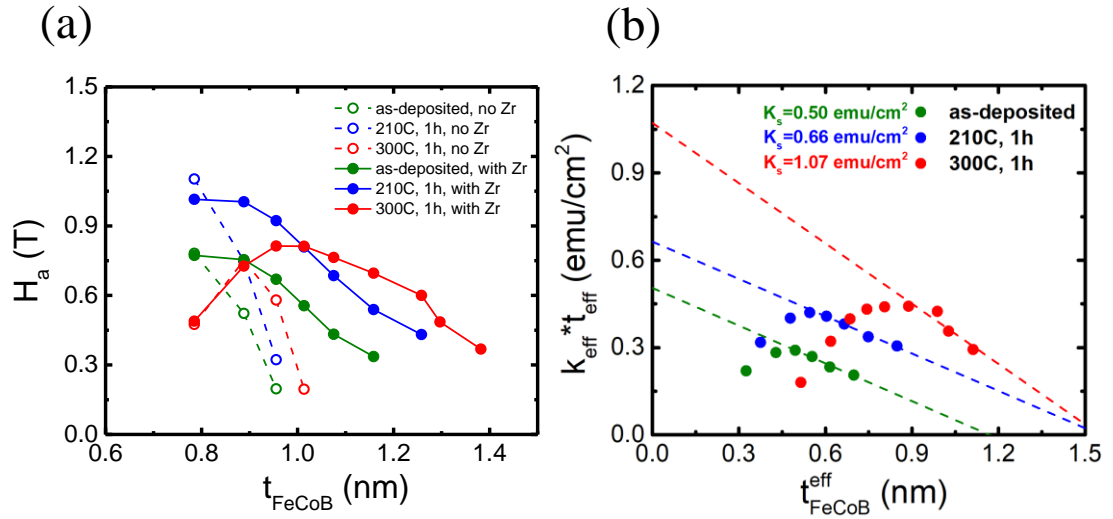 (a)
H_a (T)
1.5
1.2
0.9
0.6
0.3
0.0
0.6 0.8 1.0 1.2 1.4
t_FeCoB (nm)
as-deposited, no Zr
210C, 1h, no Zr
300C, 1h, no Zr
as-deposited, with Zr
210C, 1h, with Zr
300C, 1h, with Zr
(b)
k_eff*t_eff (emu/cm²)
1.2
0.9
0.6
0.3
0.0
0.0 0.3 0.6 0.9 1.2 1.5
t_FeCoB^eff (nm)
K_s=0.50 emu/cm² as-deposited
K_s=0.66 emu/cm² 210C, 1h
K_s=1.07 emu/cm² 300C, 1h